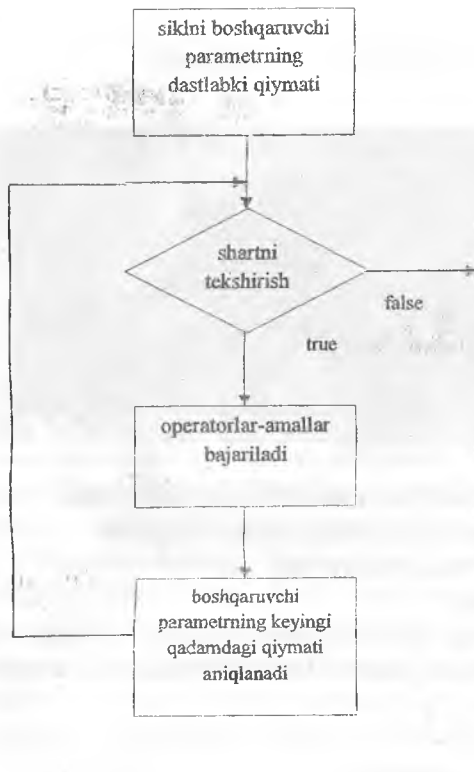 siklni boshqaruvchi
parametrning
dastlabki qiymati
shartni
tekshirish
false
true
operatorlar-amallar
bajariladi
boshqaruvchi
parametrning keyingi
qadamdagi qiymati
aniqlanadi